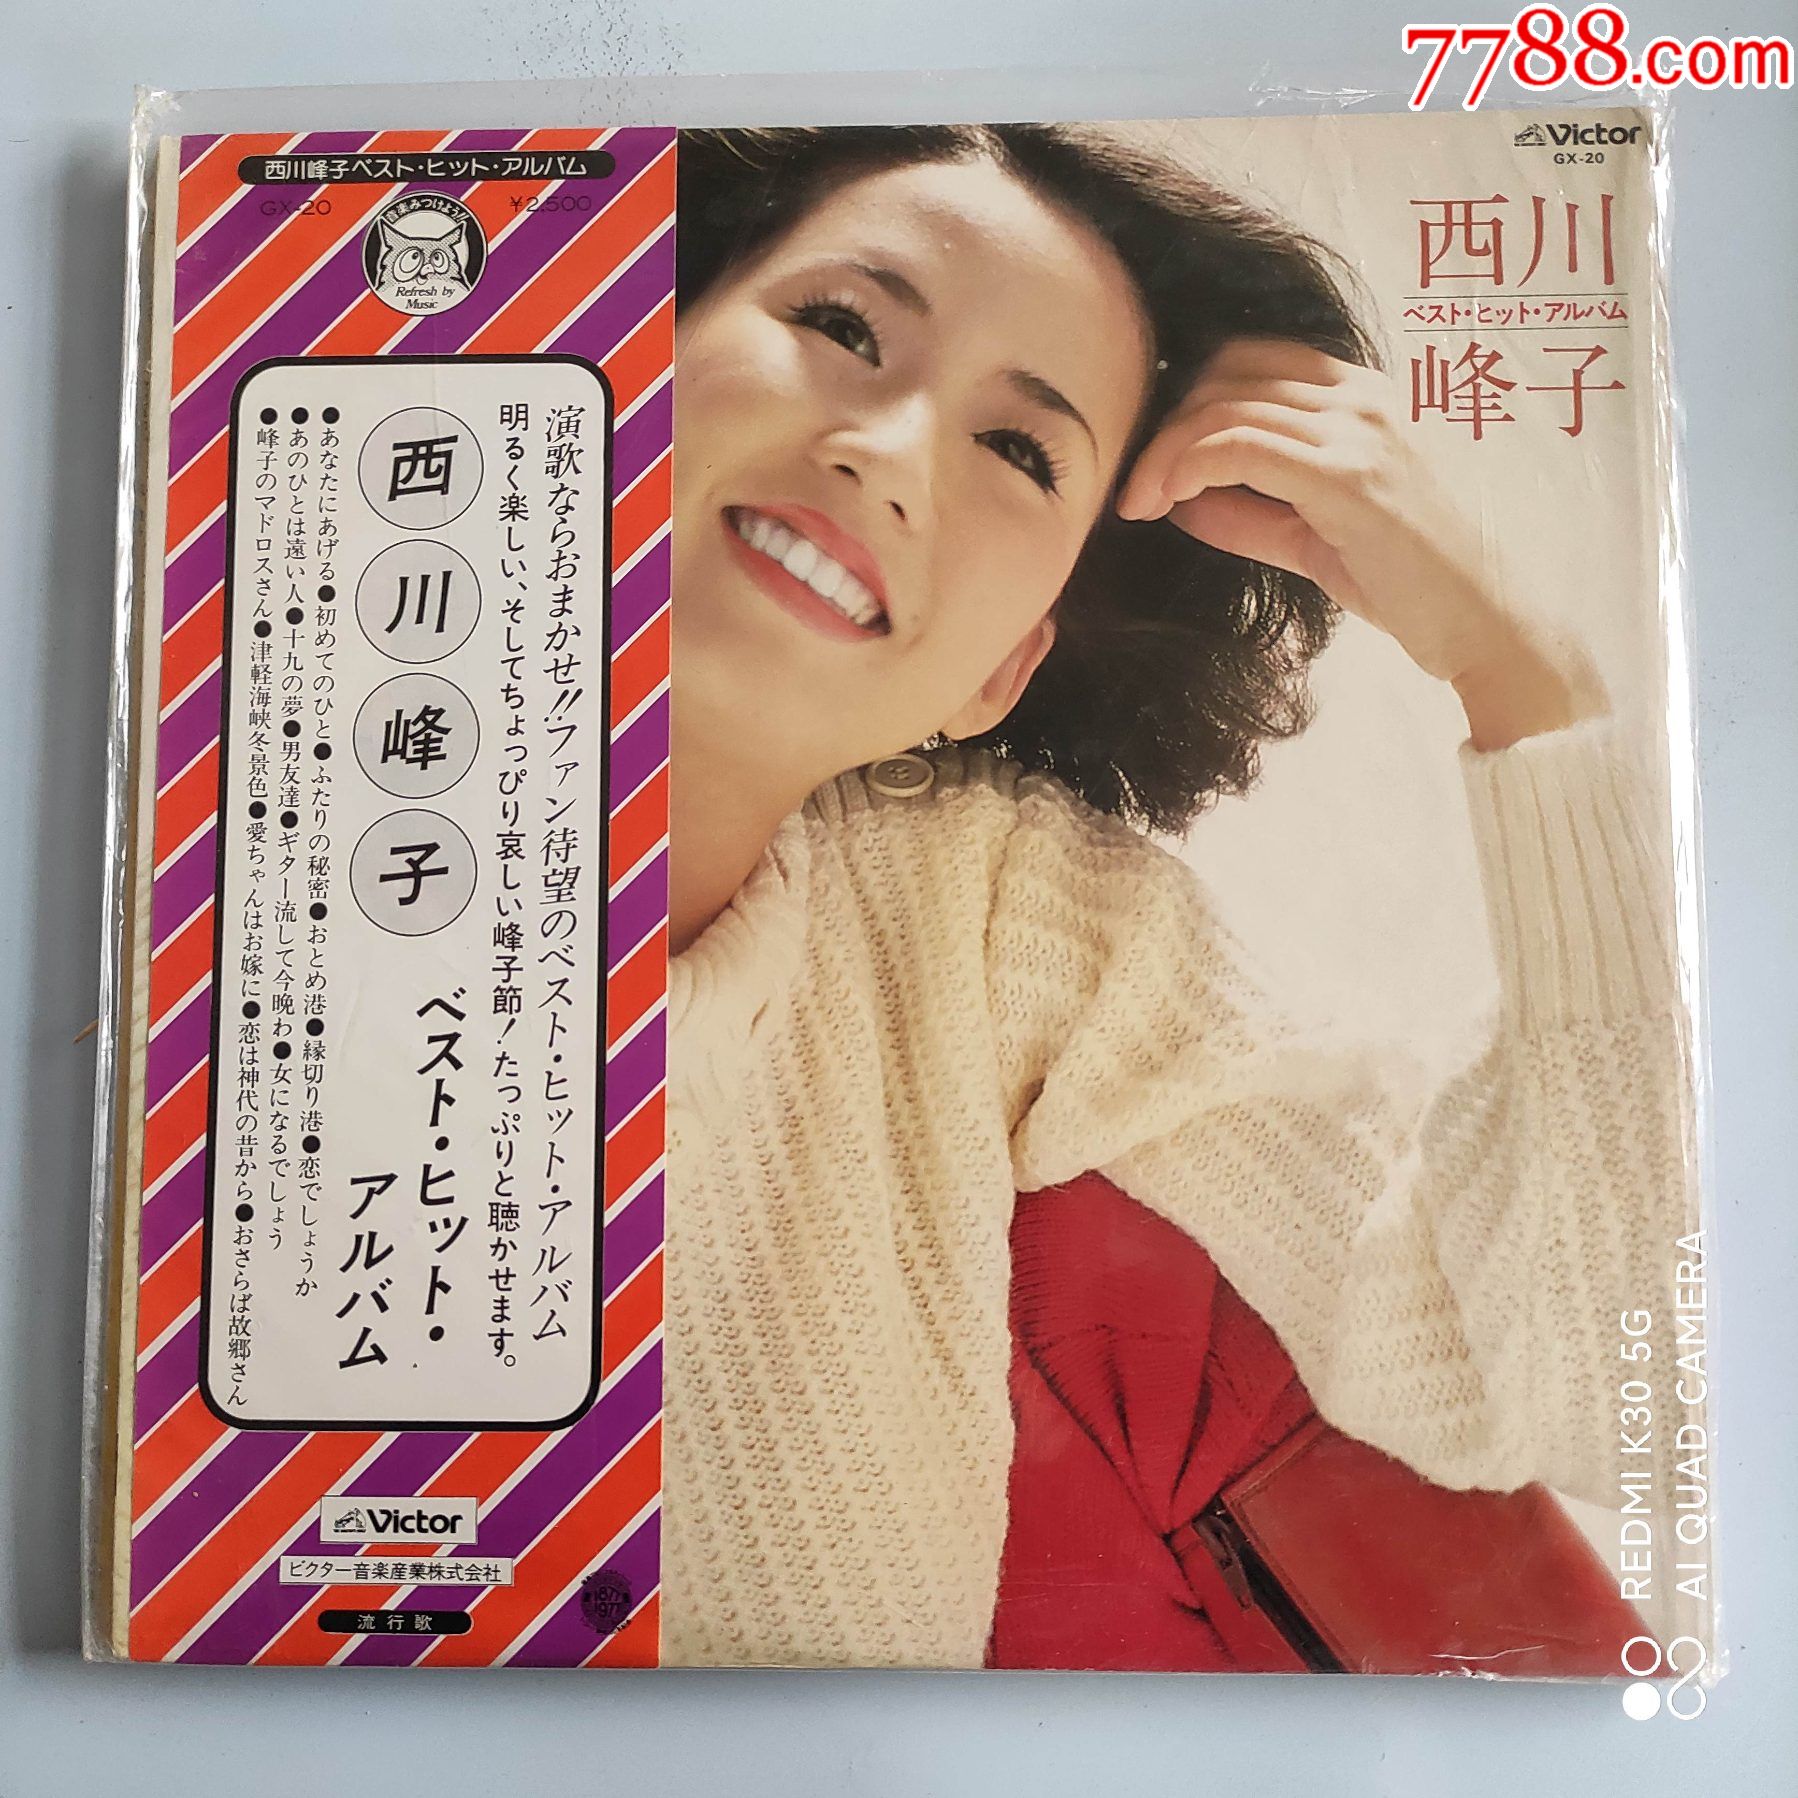 7788.com
西川峰子ベスト・ヒット・アルバム
GX-20
¥2,500
音楽みつけよう!
Refresh by
Music
演歌ならおまかせ!!ファン待望のベスト・ヒット・アルバム
明るく楽しい、そしてちょっぴり哀しい峰子節!たっぷりと聴かせます。
西川峰子
ベスト・ヒット・
アルバム
●あなたにあげる●初めてのひと●ふたりの秘密●おとめ港●縁切り港●恋でしょうか
●あのひとは遠い人●十九の夢●男友達●ギター流して今晩わ●女になるでしょう
●峰子のマドロスさん●津軽海峡冬景色●愛ちゃんはお嫁に●恋は神代の昔から●おさらば故郷さん
Victor
ビクター音楽産業株式会社
流行歌
1877
1977
Victor
GX-20
西川
ベスト・ヒット・アルバム
峰子
REDMI K30 5G
AI QUAD CAMERA